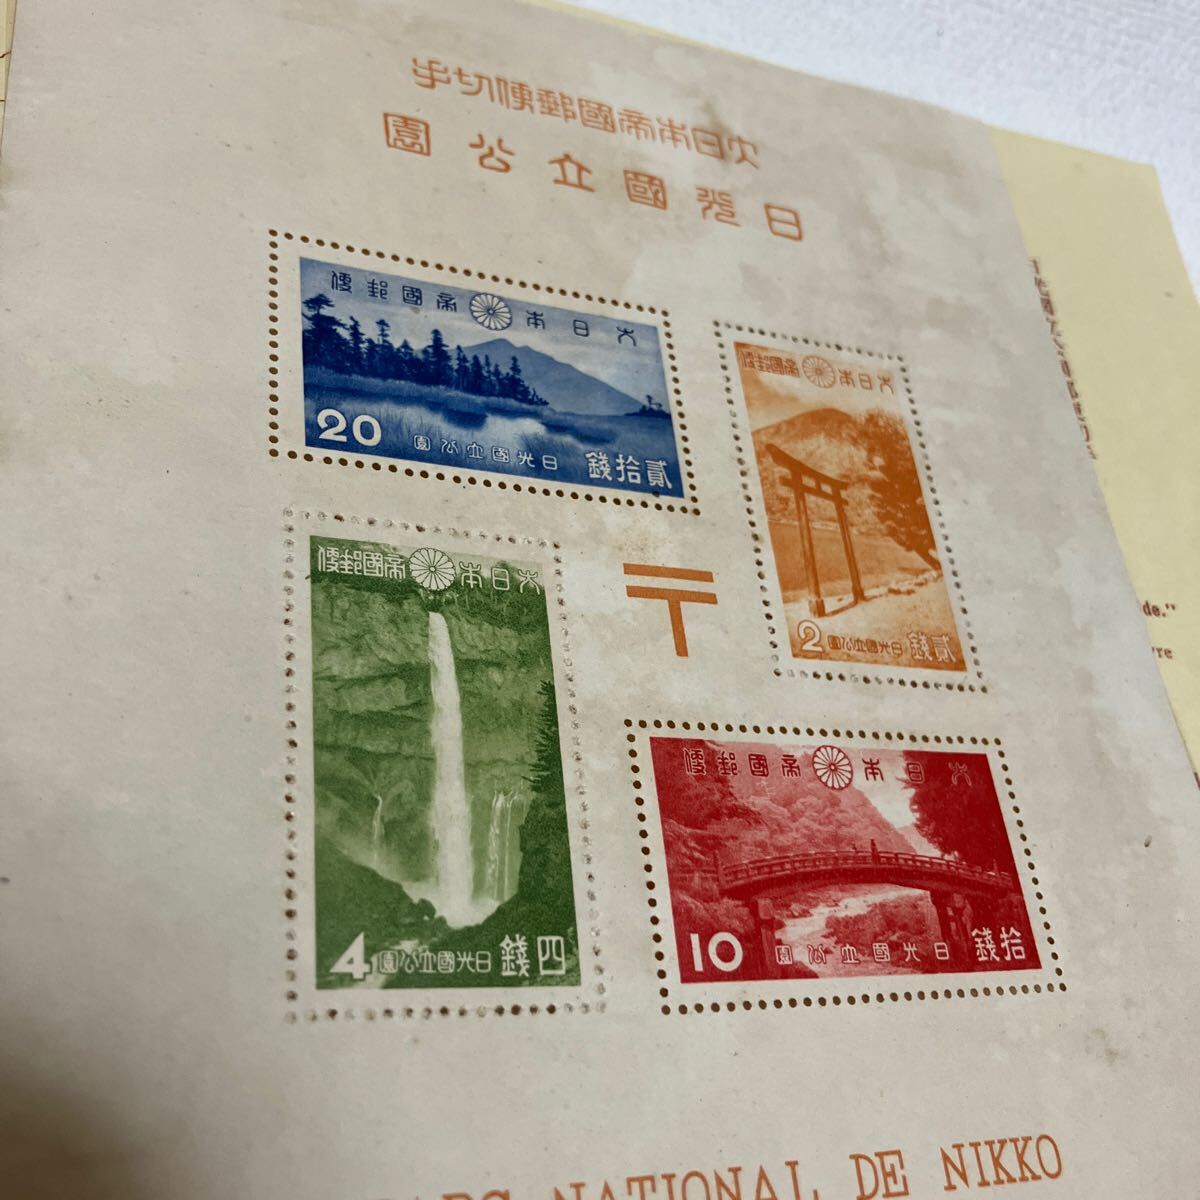 大日本帝國郵便切手
日光國立公園
大日本帝國郵便
20 日光國立公園 貳拾錢
大日本帝國郵便
2 日光國立公園 貳錢
〒
大日本帝國郵便
4 日光國立公園 四錢
大日本帝國郵便
10 日光國立公園 拾錢
NATIONAL DE NIKKO
de."